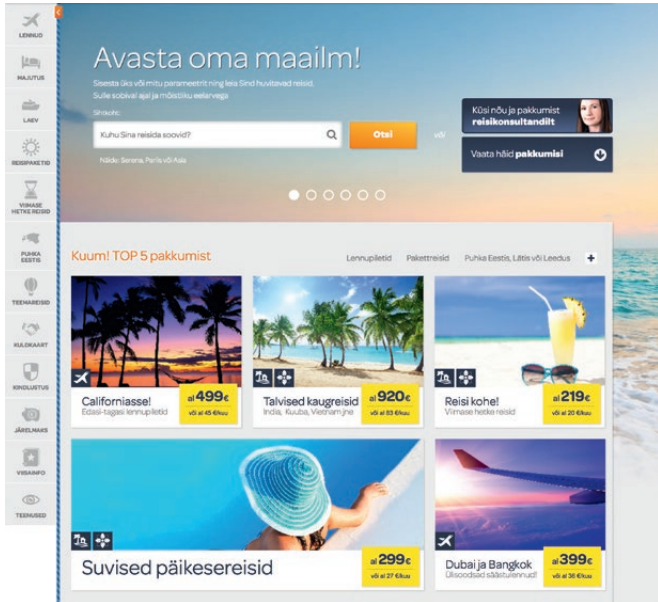 LENNUD
MAJUTUS
LAEV
REISIPAKETID
VIIMASE
HETKE REISID
PUHKA
EESTIS
TEEMAREISID
KULDKAART
KINDLUSTUS
JÄRELMAKS
VIISAINFO
TEENUSED
Avasta oma maailm!
Sisesta üks või mitu parameetrit ning leia Sind huvitavad reisid.
Sulle sobival ajal ja mõistliku eelarvega
Sihtkoht:
Kuhu Sina reisida soovid?
Otsi
või
Näide: Soreana, Pariis või Aasia
Küsi nõu ja pakkumist
reisikonsultandilt
Vaata häid pakkumisi
Kuum! TOP 5 pakkumist
Lennupiletid
Pakettreisid
Puhka Eestis, Lätis või Leedus
Californiasse!
Edasi-tagasi lennupiletid
al 499€
või al 45 €/kuu
Talvised kaugreisid
India, Kuuba, Vietnam jne
al 920€
või al 83 €/kuu
Reisi kohe!
Viimase hetke reisid
al 219€
või al 20 €/kuu
Suvised päikesereisid
al 299€
või al 27 €/kuu
Dubai ja Bangkok
Ülisoodsad säästulennud!
al 399€
või al 36 €/kuu